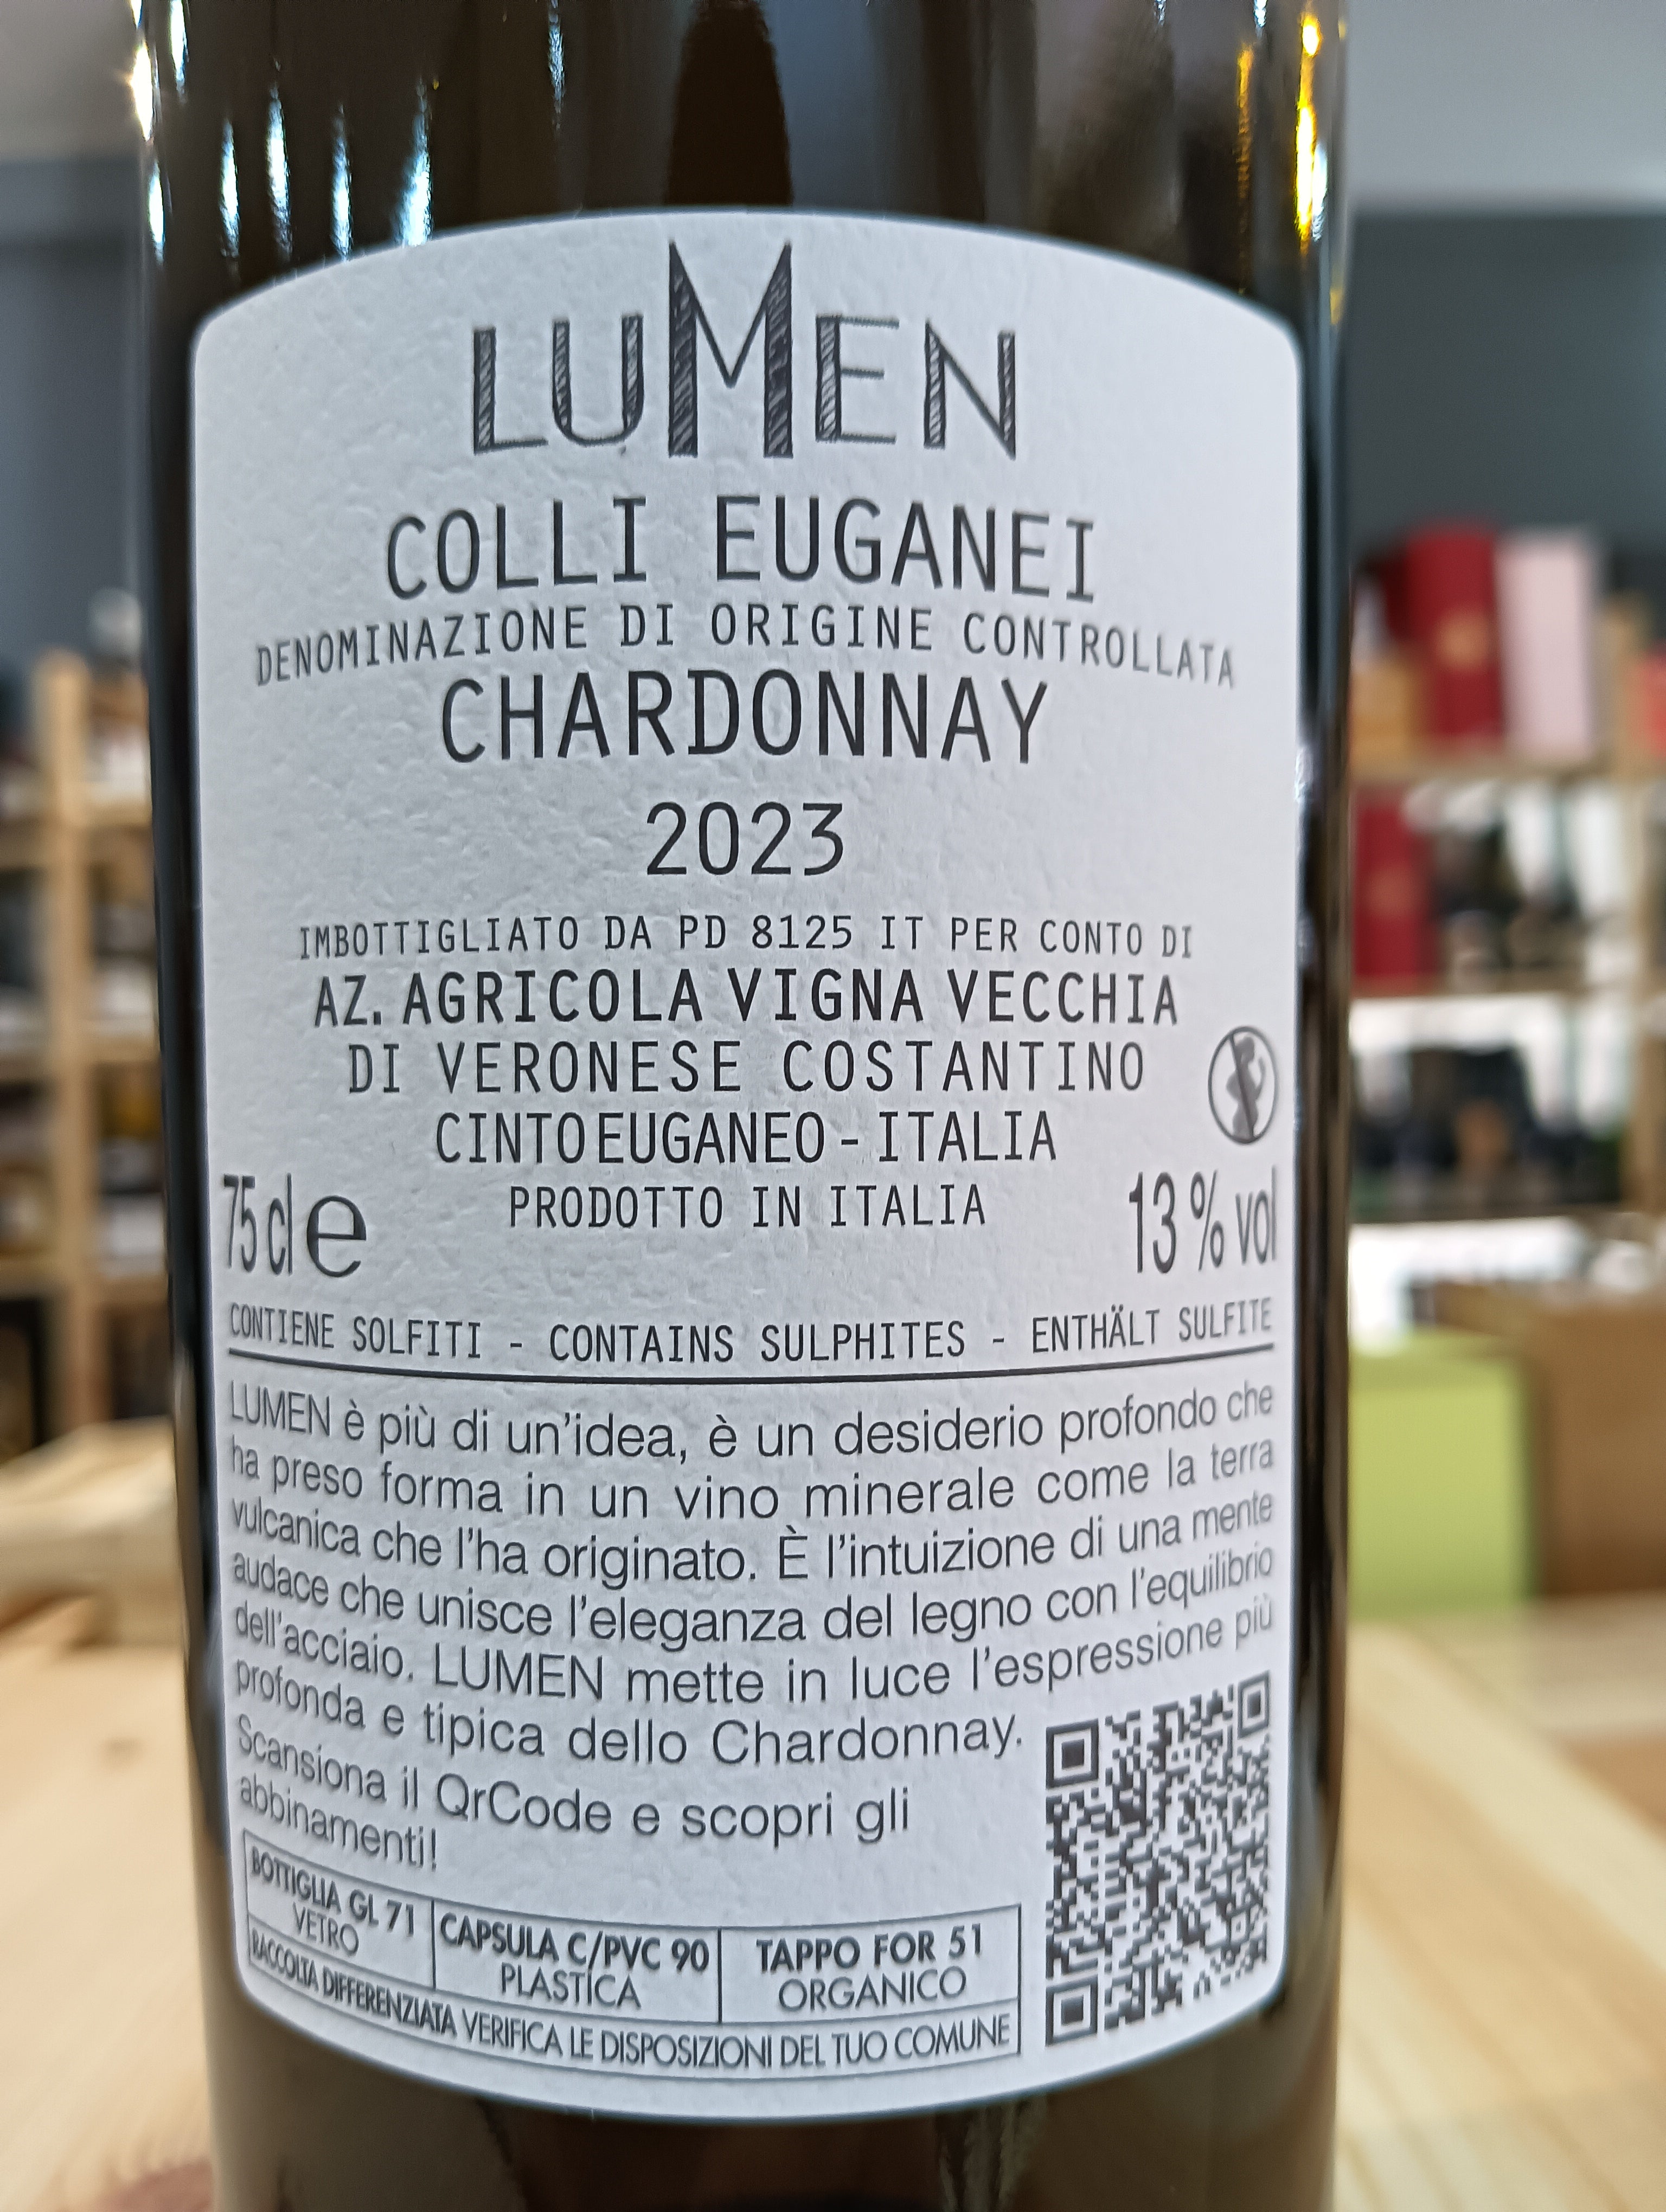 LUMEN
COLLI EUGANEI
DENOMINAZIONE DI ORIGINE CONTROLLATA
CHARDONNAY
2023
IMBOTTIGLIATO DA PD 8125 IT PER CONTO DI
AZ. AGRICOLA VIGNA VECCHIA
DI VERONESE COSTANTINO
CINTO EUGANEO - ITALIA
75 cl e PRODOTTO IN ITALIA 13 % vol
CONTIENE SOLFITI - CONTAINS SULPHITES - ENTHÄLT SULFITE
LUMEN è più di un'idea, è un desiderio profondo che
ha preso forma in un vino minerale come la terra
vulcanica che l'ha originato. È l'intuizione di una mente
audace che unisce l'eleganza del legno con l'equilibrio
dell'acciaio. LUMEN mette in luce l'espressione più
profonda e tipica dello Chardonnay.
Scansiona il QrCode e scopri gli
abbinamenti!
BOTTIGLIA GL 71 CAPSULA C/PVC 90 TAPPO FOR 51
VETRO PLASTICA ORGANICO
RACCOLTA DIFFERENZIATA VERIFICA LE DISPOSIZIONI DEL TUO COMUNE